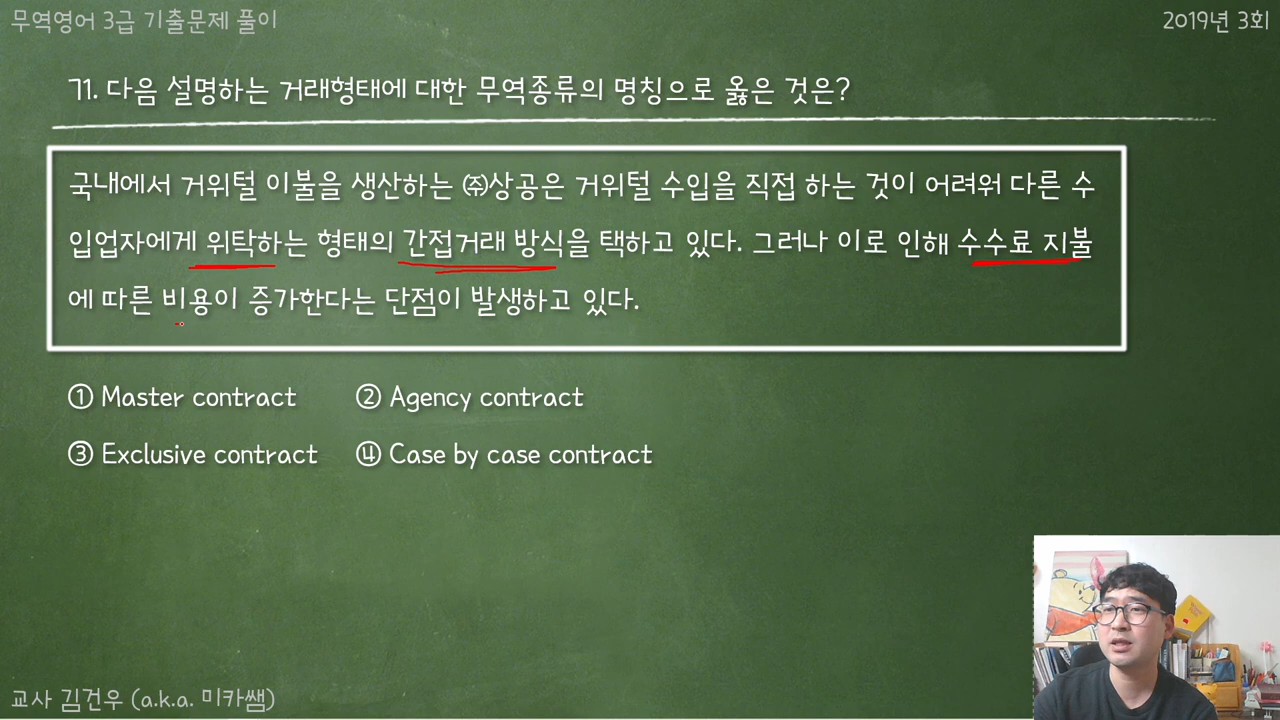 무역영어 3급 기출문제 풀이
2019년 3회
71. 다음 설명하는 거래형태에 대한 무역종류의 명칭으로 옳은 것은?
국내에서 거위털 이불을 생산하는 ㈜상공은 거위털 수입을 직접 하는 것이 어려워 다른 수
입업자에게 위탁하는 형태의 간접거래 방식을 택하고 있다. 그러나 이로 인해 수수료 지불
에 따른 비용이 증가한다는 단점이 발생하고 있다.
① Master contract ② Agency contract
③ Exclusive contract ④ Case by case contract
교사 김건우 (a.k.a. 미카쌤)